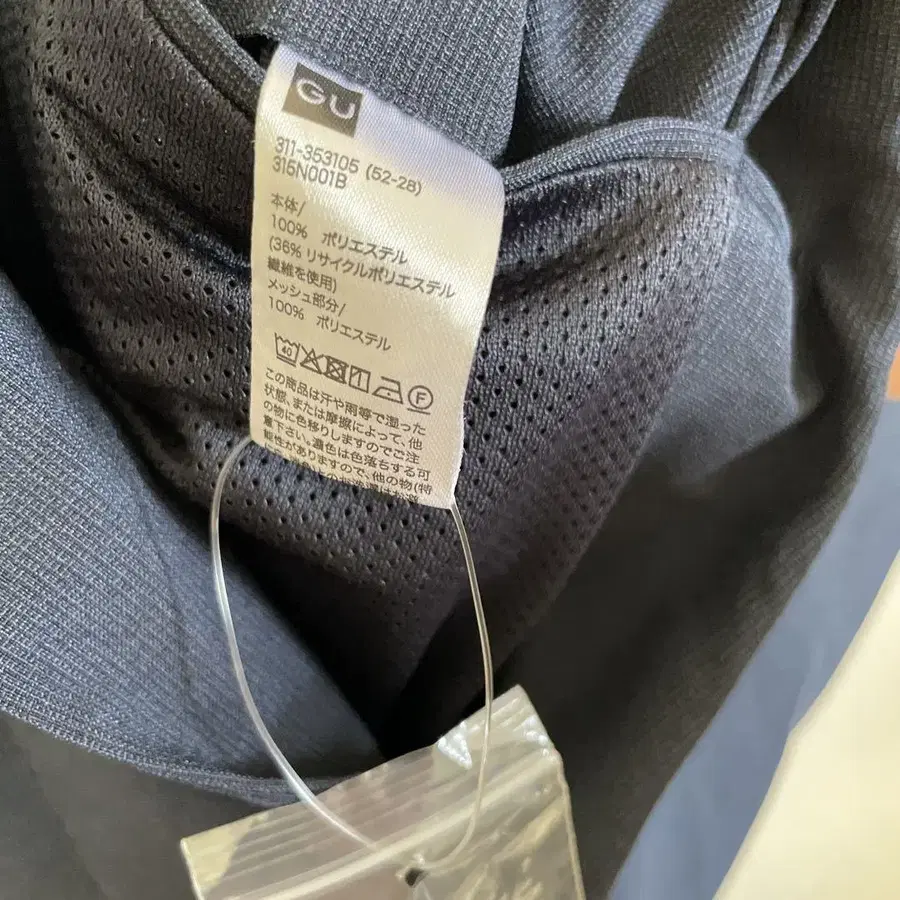 GU
311-353105 (52-28)
315N001B
本体/
100% ポリエステル
(36% リサイクルポリエステル
繊維を使用)
メッシュ部分/
100% ポリエステル
40
F
この商品は汗や雨等で湿った
状態、または摩擦によって、他
の物に色移りしますのでご注
意下さい。濃色は色落ちする可
能性がありますので、他の物(特